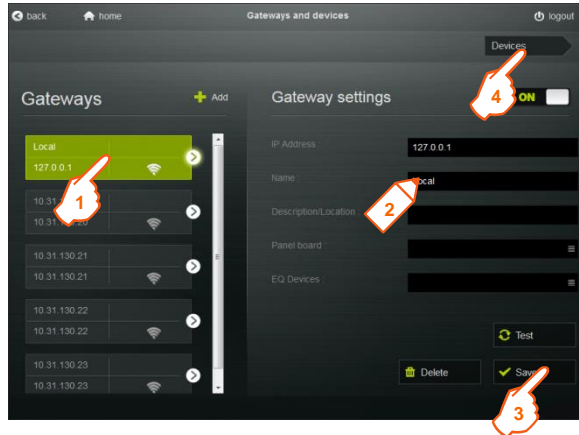 back
home
Gateways and devices
logout
Devices
4
Gateways
Add
Gateway settings
ON
Local
127.0.0.1
1
10.31.130.21
10.31.130.21
10.31.130.22
10.31.130.22
10.31.130.23
10.31.130.23
IP Address :
127.0.0.1
Name :
2
Description/Location :
Panel board :
EQ Devices :
Test
Delete
Save
3